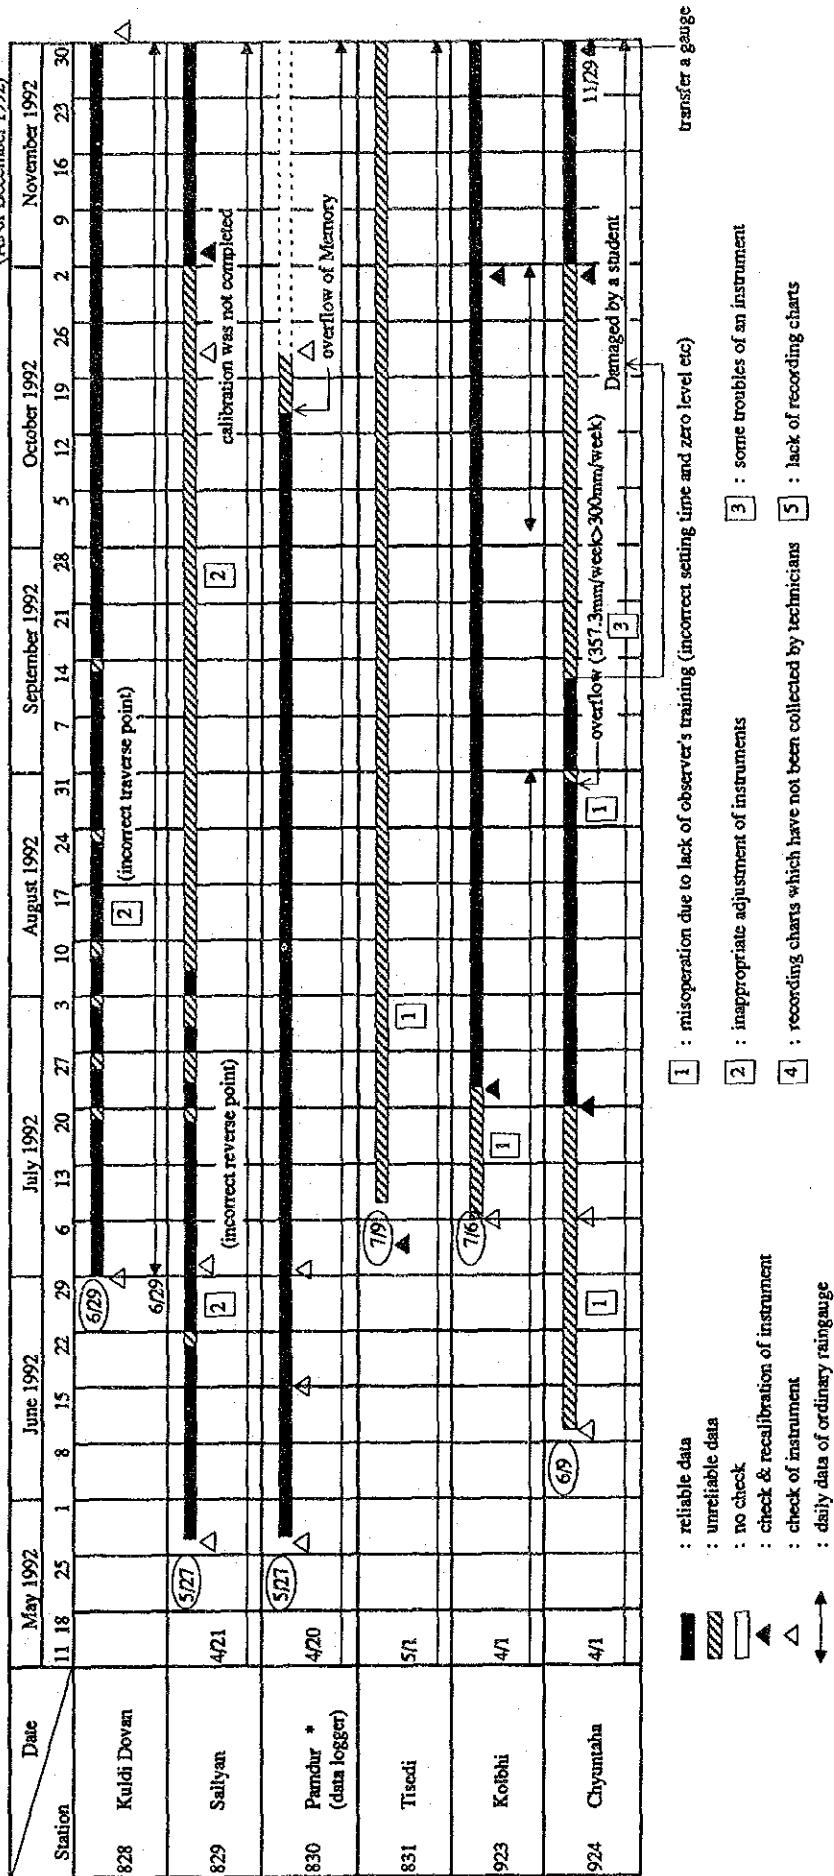 (As of December 1992)
Date May 1992 June 1992 July 1992 August 1992 September 1992 October 1992 November 1992
Station 11 18 25 1 8 15 22 29 6 13 20 27 3 10 17 24 31 7 14 21 28 5 12 19 26 2 9 16 23 30
828 Kuldi Dovan
6/29
6/29
2 (incorrect traverse point)
829 Sallyan
4/21
5/27
2 (incorrect reverse point)
2
calibration was not completed
830 Pamdur *
(data logger)
4/20
5/27
overflow of Memory
831 Tisedi
5/1
7/9
1
923 Kolbhi
4/1
7/6
1
924 Chyuntaha
4/1
6/9
1
1
overflow (357.3mm/week>300mm/week)
3
Damaged by a student
11/29
transfer a gauge
: reliable data
: unreliable data
: no check
: check & recalibration of instrument
: check of instrument
: daily data of ordinary raingauge
1 : misoperation due to lack of observer's training (incorrect setting time and zero level etc)
2 : inappropriate adjustment of instruments
3 : some troubles of an instrument
4 : recording charts which have not been collected by technicians
5 : lack of recording charts